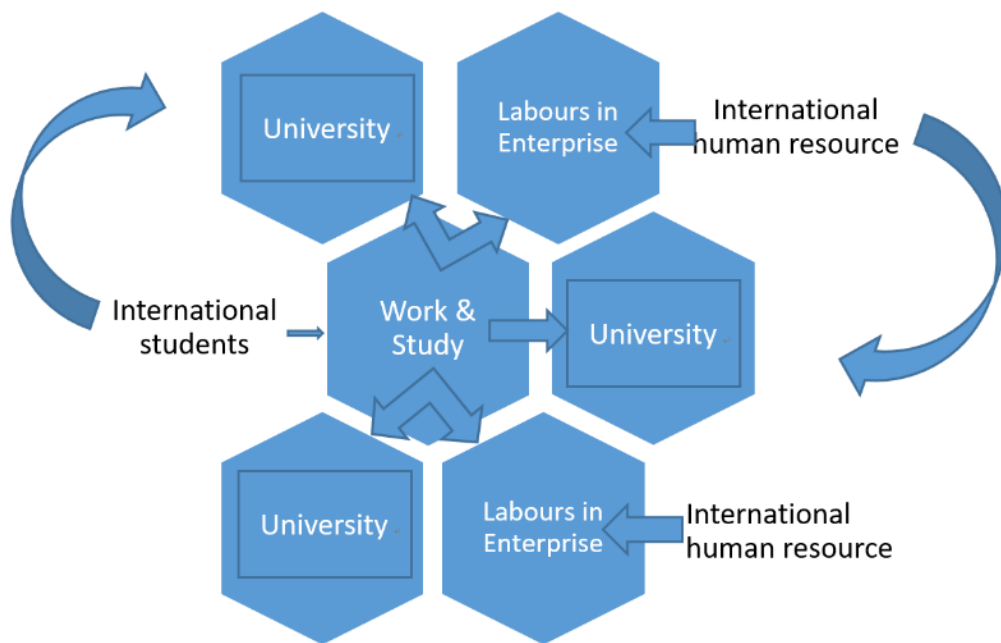 University
Labours in
Enterprise
International
human resource
International
students
Work &
Study
University
University
Labours in
Enterprise
International
human resource